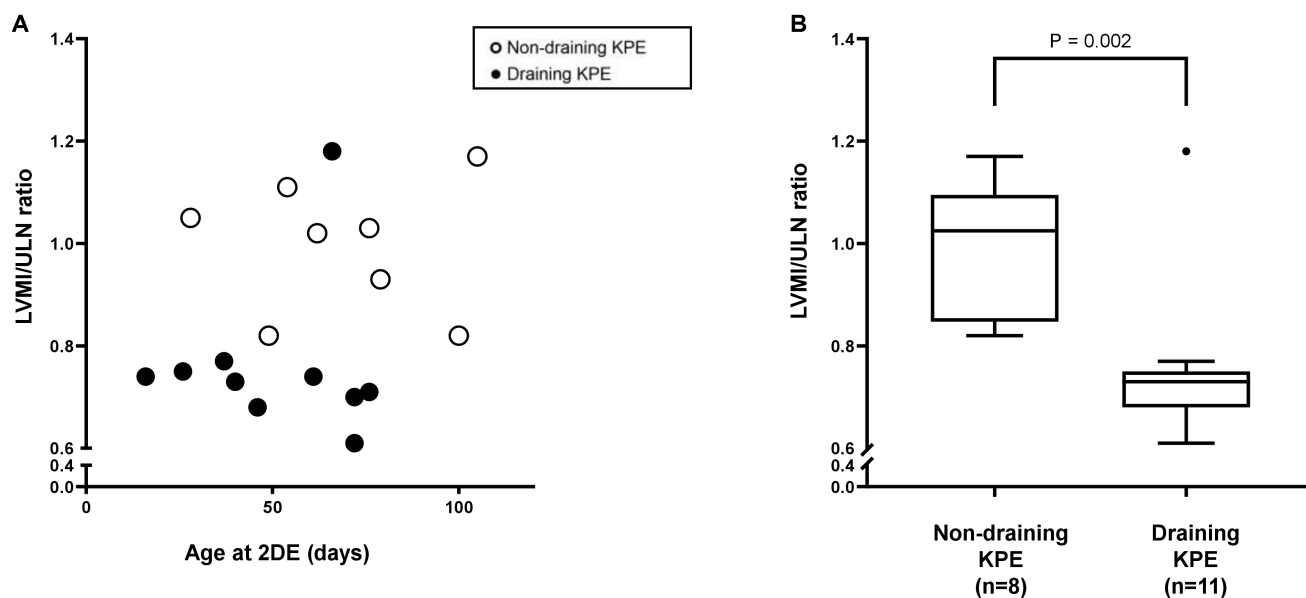 A
1.4
1.2
1.0
0.8
0.6
0.4
0.0
LVMI/ULN ratio
Non-draining KPE
Draining KPE
0
50
100
Age at 2DE (days)
B
P = 0.002
1.4
1.2
1.0
0.8
0.6
0.4
0.0
LVMI/ULN ratio
Non-draining
KPE
(n=8)
Draining
KPE
(n=11)